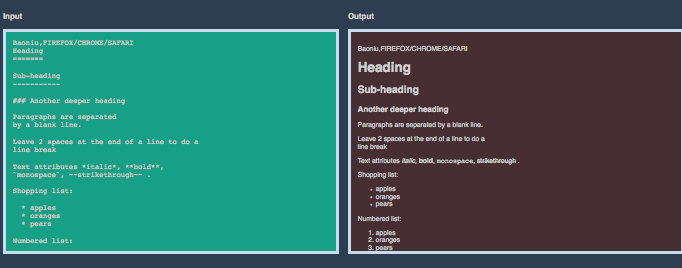 Input
Baoniu,FIREFOX/CHROME/SAFARI
Heading
=======
Sub-heading
-----------
### Another deeper heading
Paragraphs are separated
by a blank line.
Leave 2 spaces at the end of a line to do a
line break
Text attributes *italic*, **bold**,
`monospace`, ~~strikethrough~~ .
Shopping list:
* apples
* oranges
* pears
Numbered list:
Output
Baoniu,FIREFOX/CHROME/SAFARI
Heading
Sub-heading
Another deeper heading
Paragraphs are separated by a blank line.
Leave 2 spaces at the end of a line to do a
line break
Text attributes italic, bold, monospace, strikethrough .
Shopping list:
• apples
• oranges
• pears
Numbered list:
1. apples
2. oranges
3. pears